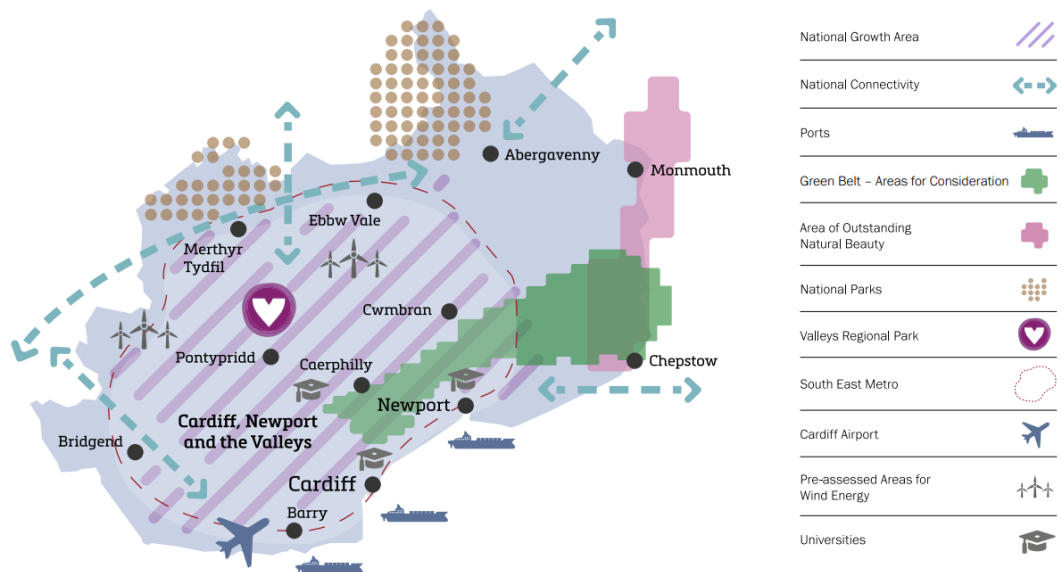 Abergavenny
Monmouth
Ebbw Vale
Merthyr
Tydfil
Cwmbran
Pontypridd
Caerphilly
Chepstow
Newport
Cardiff, Newport
and the Valleys
Bridgend
Cardiff
Barry
National Growth Area
National Connectivity
Ports
Green Belt – Areas for Consideration
Area of Outstanding
Natural Beauty
National Parks
Valleys Regional Park
South East Metro
Cardiff Airport
Pre-assessed Areas for
Wind Energy
Universities